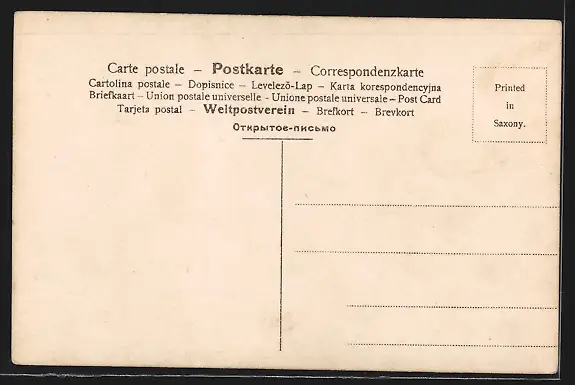 Carte postale – Postkarte – Correspondenzkarte
Cartolina postale – Dopisnice – Levelező-Lap – Karta korespondencyjna
Briefkaart – Union postale universelle - Unione postale universale – Post Card
Tarjeta postal – Weltpostverein – Brefkort – Brevkort
Открытое-письмо
Printed
in
Saxony.